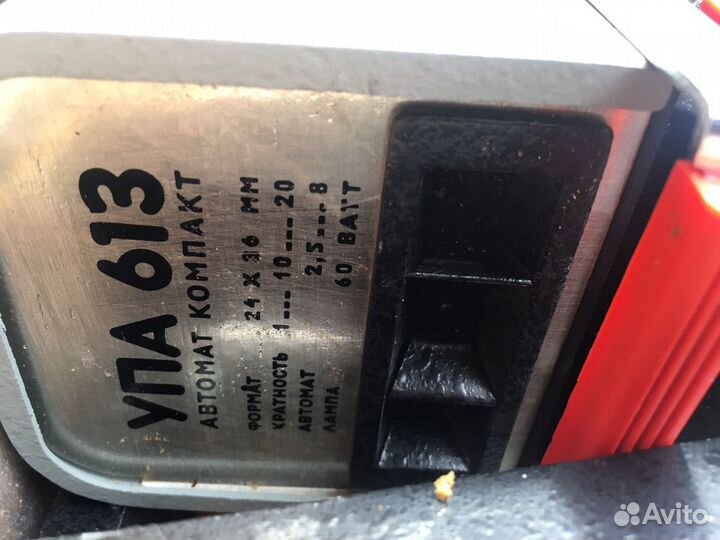 УПА 613
АВТОМАТ КОМПАКТ
ФОРМАТ 24 X 36 ММ
КРАТНОСТЬ 1---10---20
АВТОМАТ 2,5---8
ЛАМПА 60 ВАТТ
Avito